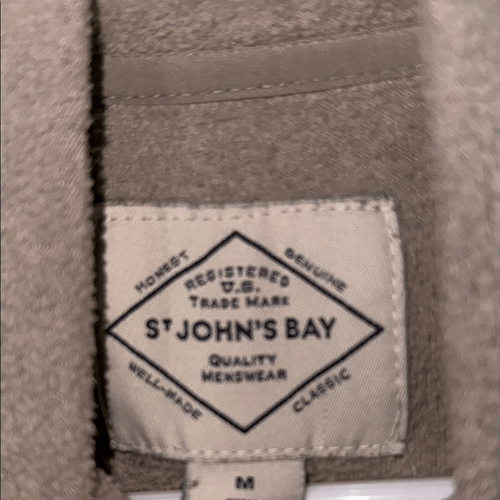 HONEST
GENUINE
REGISTERED
U.S.
TRADE MARK
ST JOHN'S BAY
QUALITY
MENSWEAR
WELL-MADE
CLASSIC
M